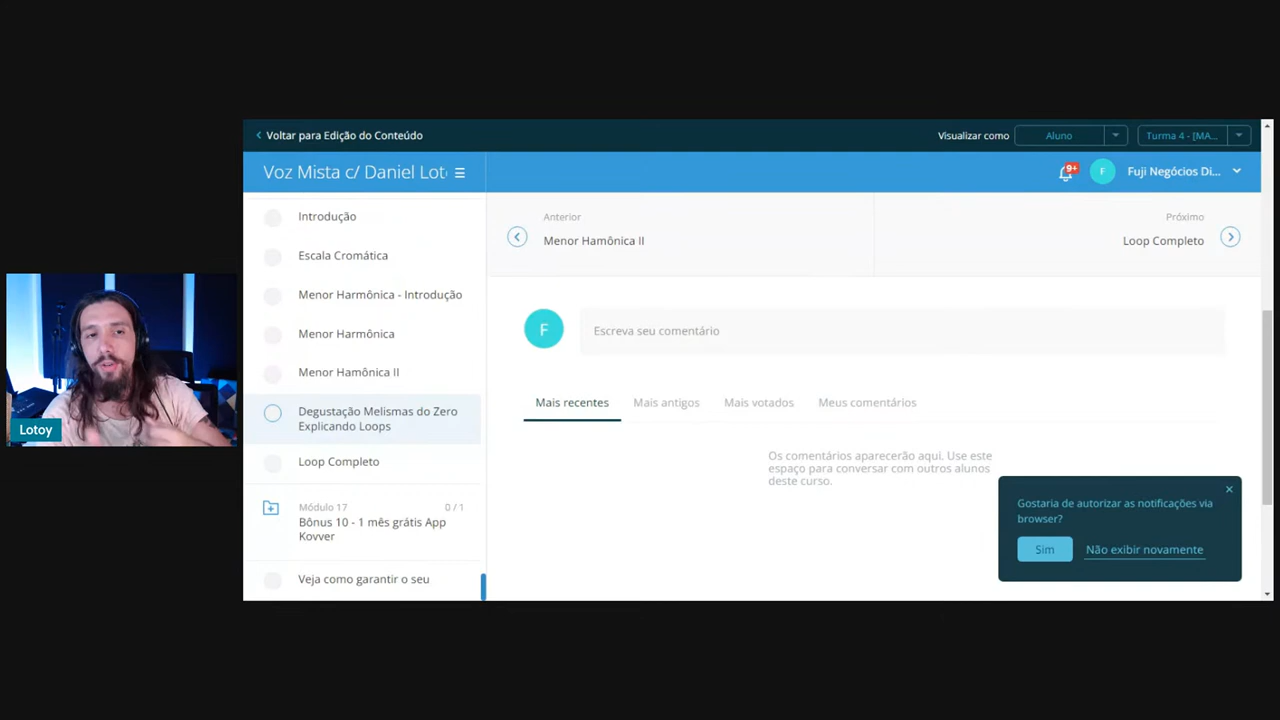 Voltar para Edição do Conteúdo
Visualizar como
Aluno
Turma 4 - [MA...
Voz Mista c/ Daniel Lot
9+
F
Fuji Negócios Di...
Introdução
Escala Cromática
Menor Harmônica - Introdução
Menor Harmônica
Menor Hamônica II
Degustação Melismas do Zero
Explicando Loops
Loop Completo
Módulo 17
0 / 1
Bônus 10 - 1 mês grátis App
Kovver
Veja como garantir o seu
Anterior
Menor Hamônica II
Próximo
Loop Completo
F
Escreva seu comentário
Mais recentes
Mais antigos
Mais votados
Meus comentários
Os comentários aparecerão aqui. Use este
espaço para conversar com outros alunos
deste curso.
Gostaria de autorizar as notificações via
browser?
Sim
Não exibir novamente
Lotoy